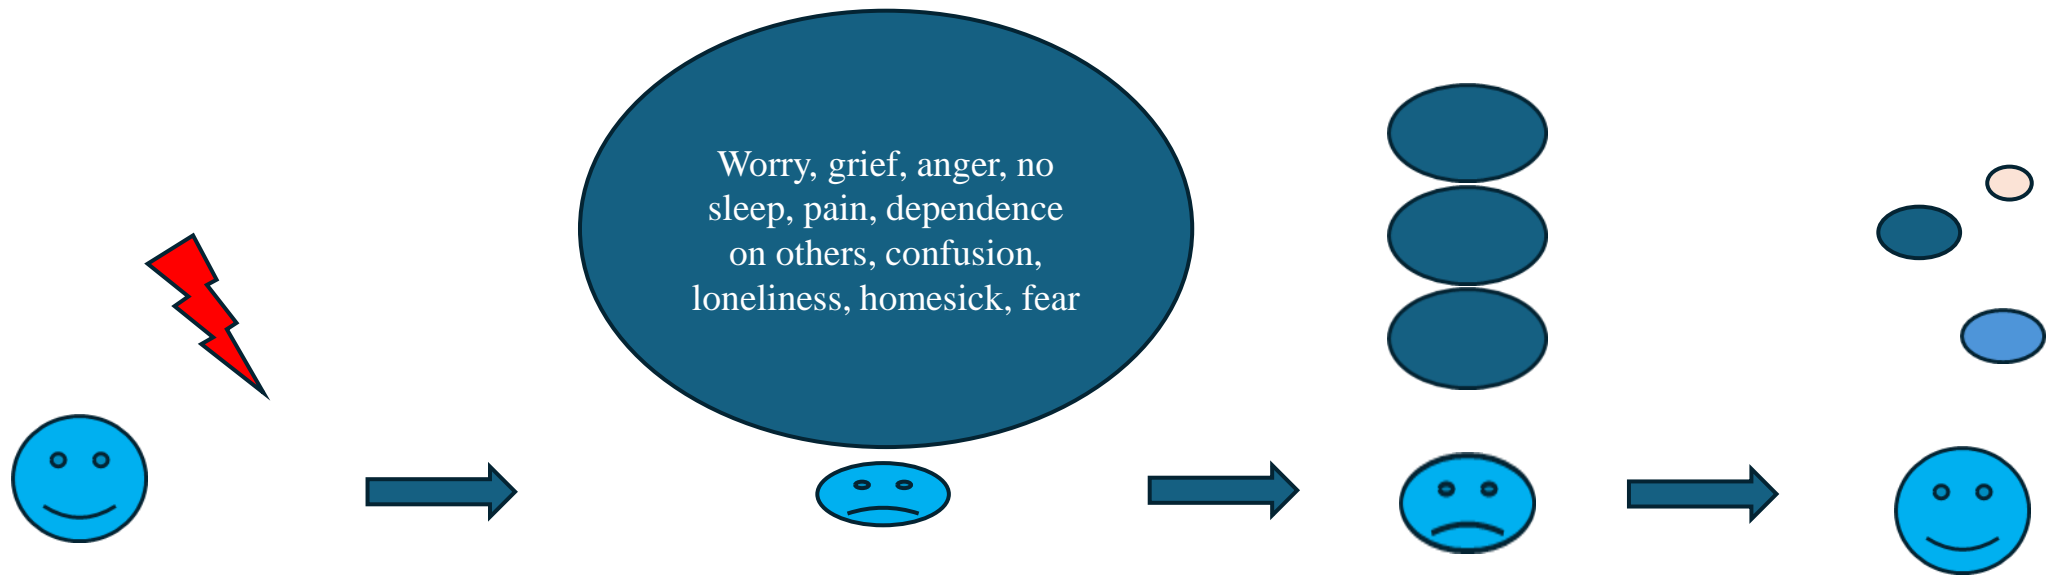 Worry, grief, anger, no
sleep, pain, dependence
on others, confusion,
loneliness, homesick, fear